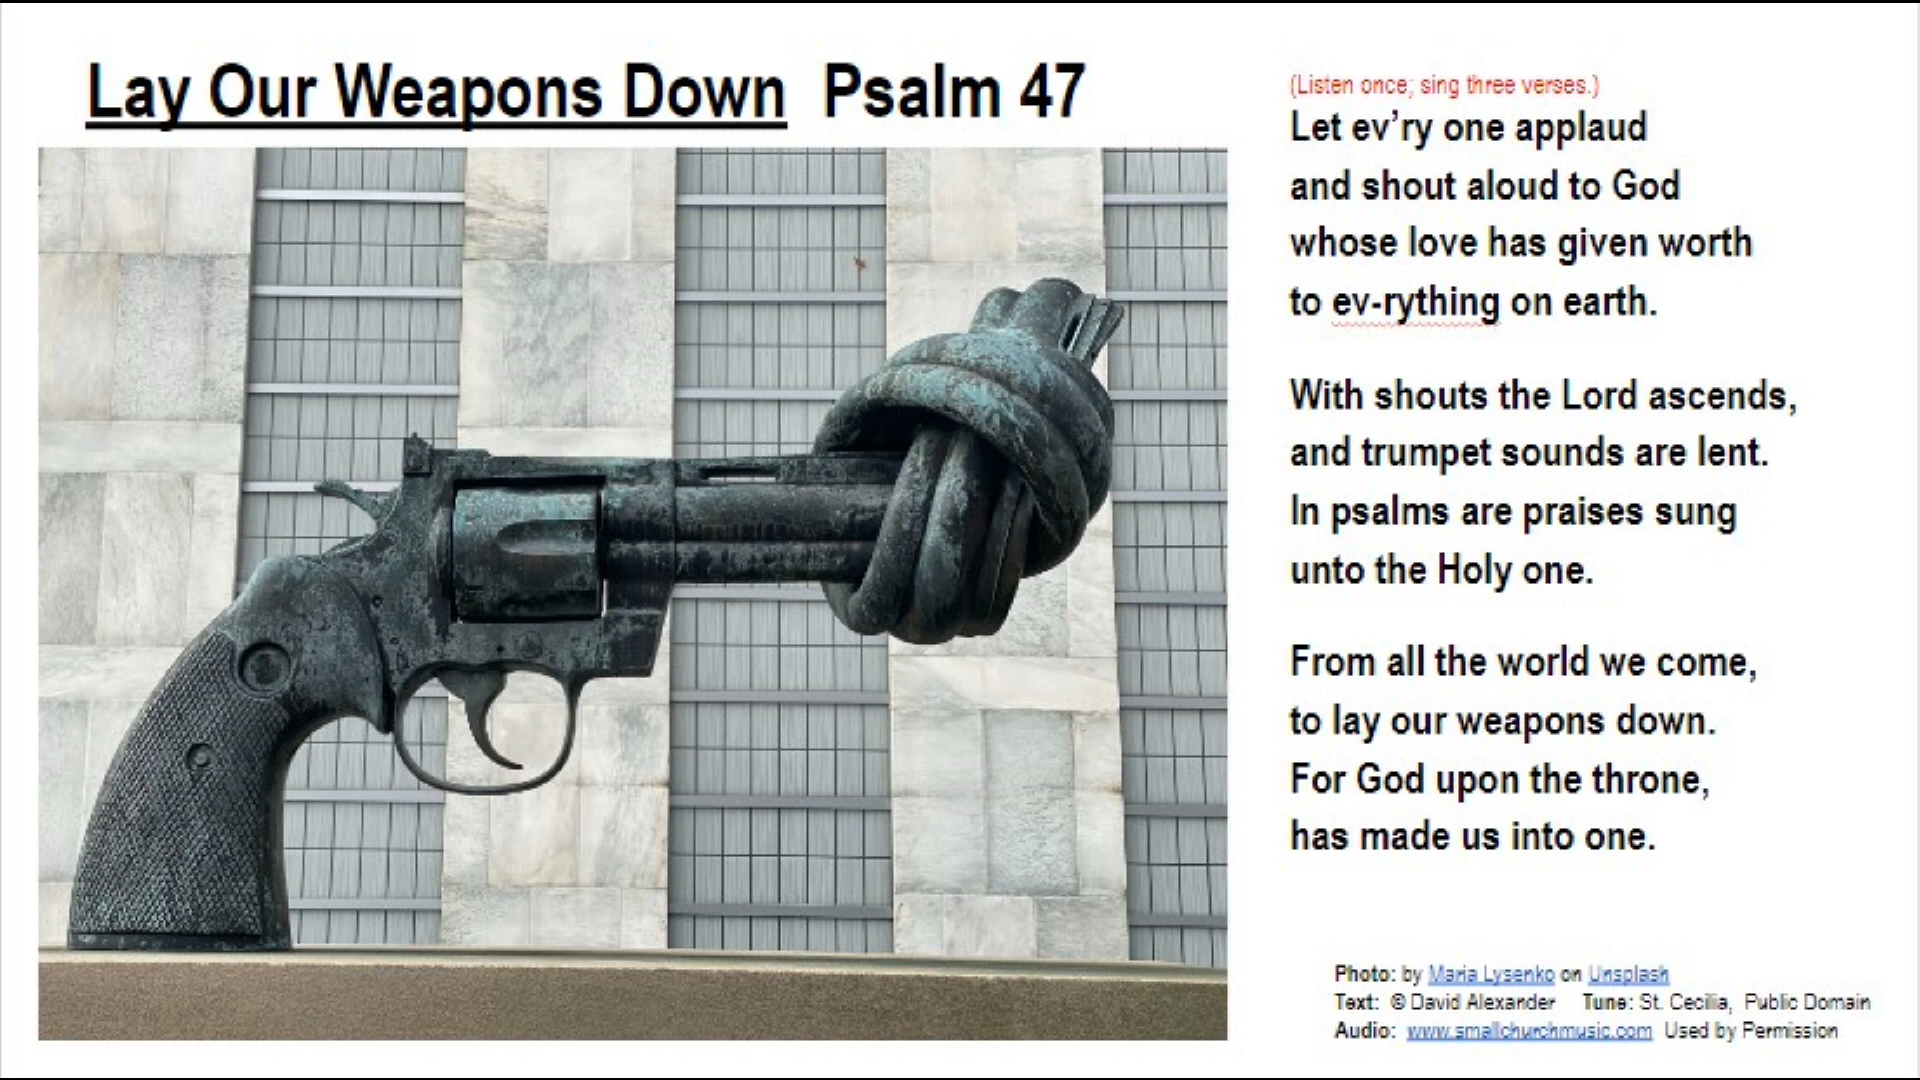 Lay Our Weapons Down  Psalm 47
(Listen once; sing three verses.)
Let ev’ry one applaud
and shout aloud to God
whose love has given worth
to ev-rything on earth.
With shouts the Lord ascends,
and trumpet sounds are lent.
In psalms are praises sung
unto the Holy one.
From all the world we come,
to lay our weapons down.
For God upon the throne,
has made us into one.
Photo: by Maria Lysenko on Unsplash
Text: © David Alexander Tune: St. Cecilia, Public Domain
Audio: www.smallchurchmusic.com Used by Permission